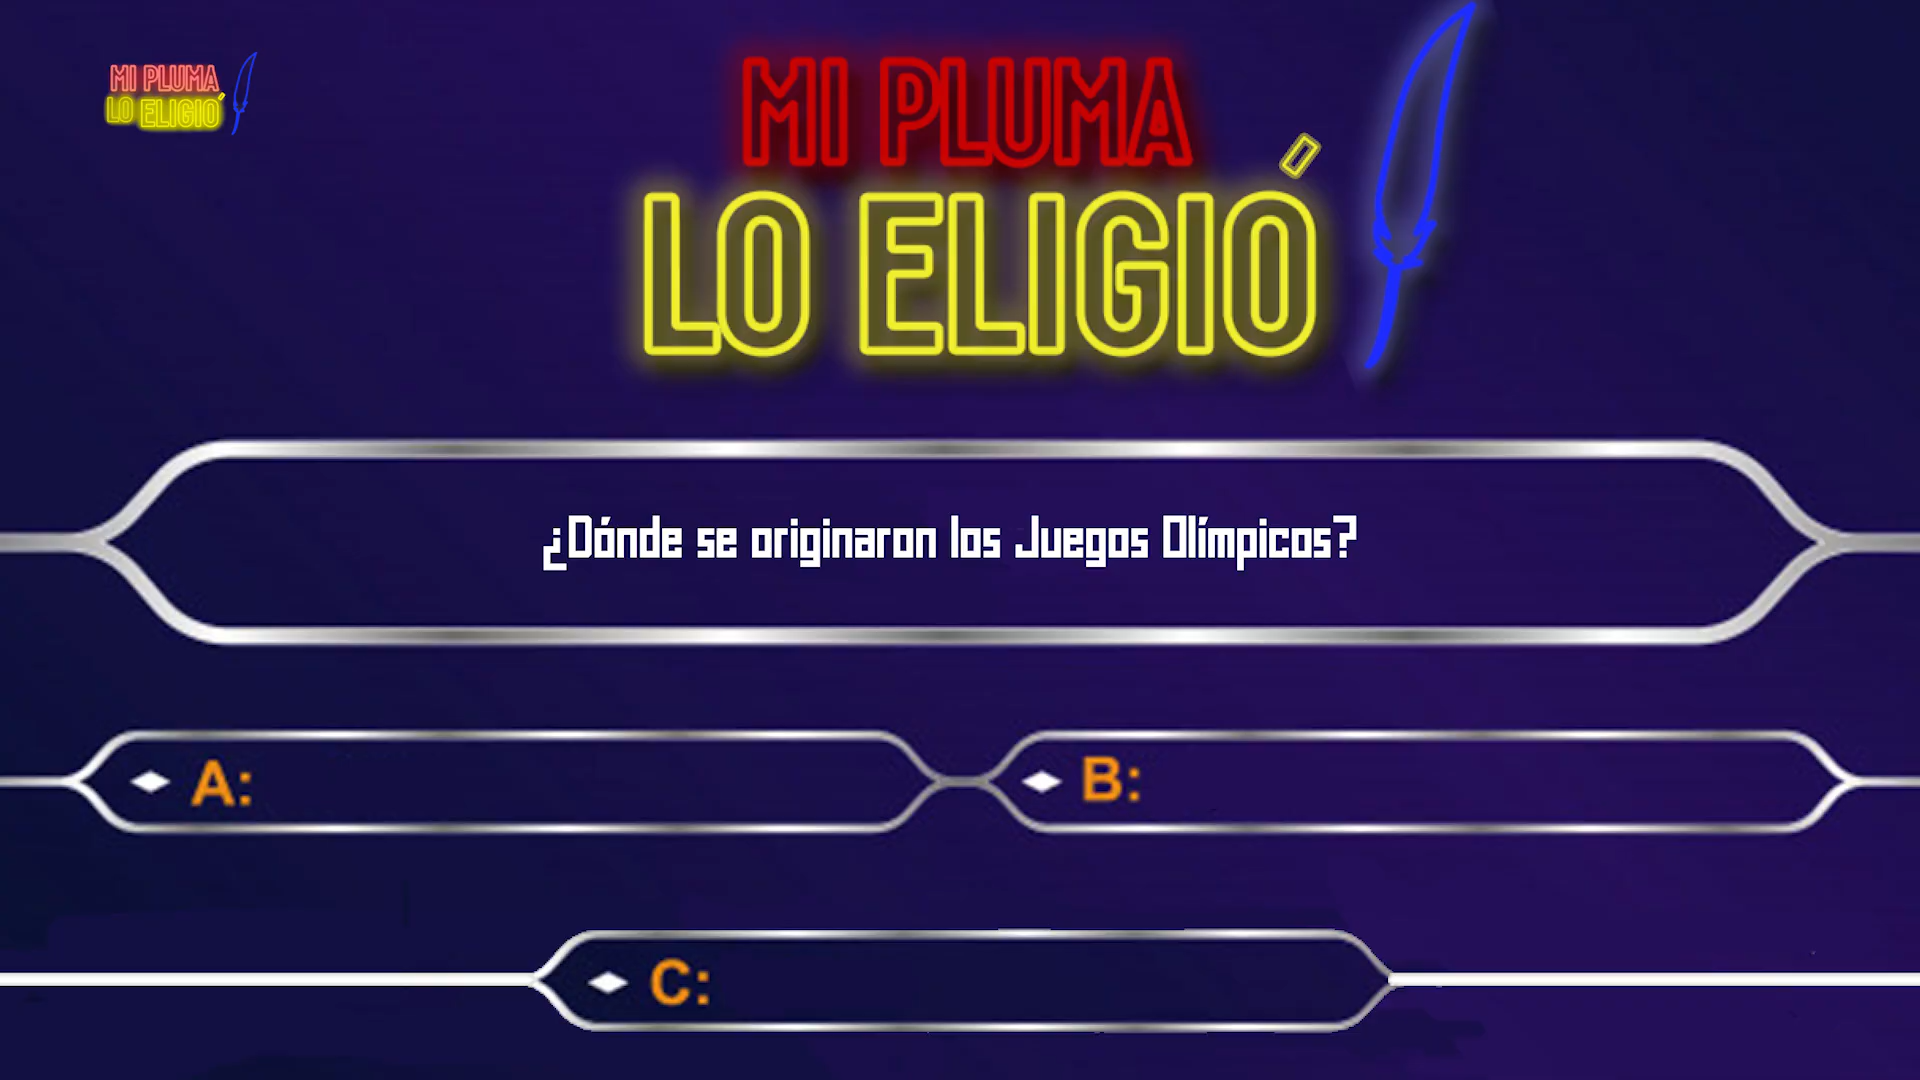 MI PLUMA
LO ELIGIÓ
MI PLUMA
LO ELIGIÓ
¿Dónde se originaron los Juegos Olímpicos?
A:
B:
C: